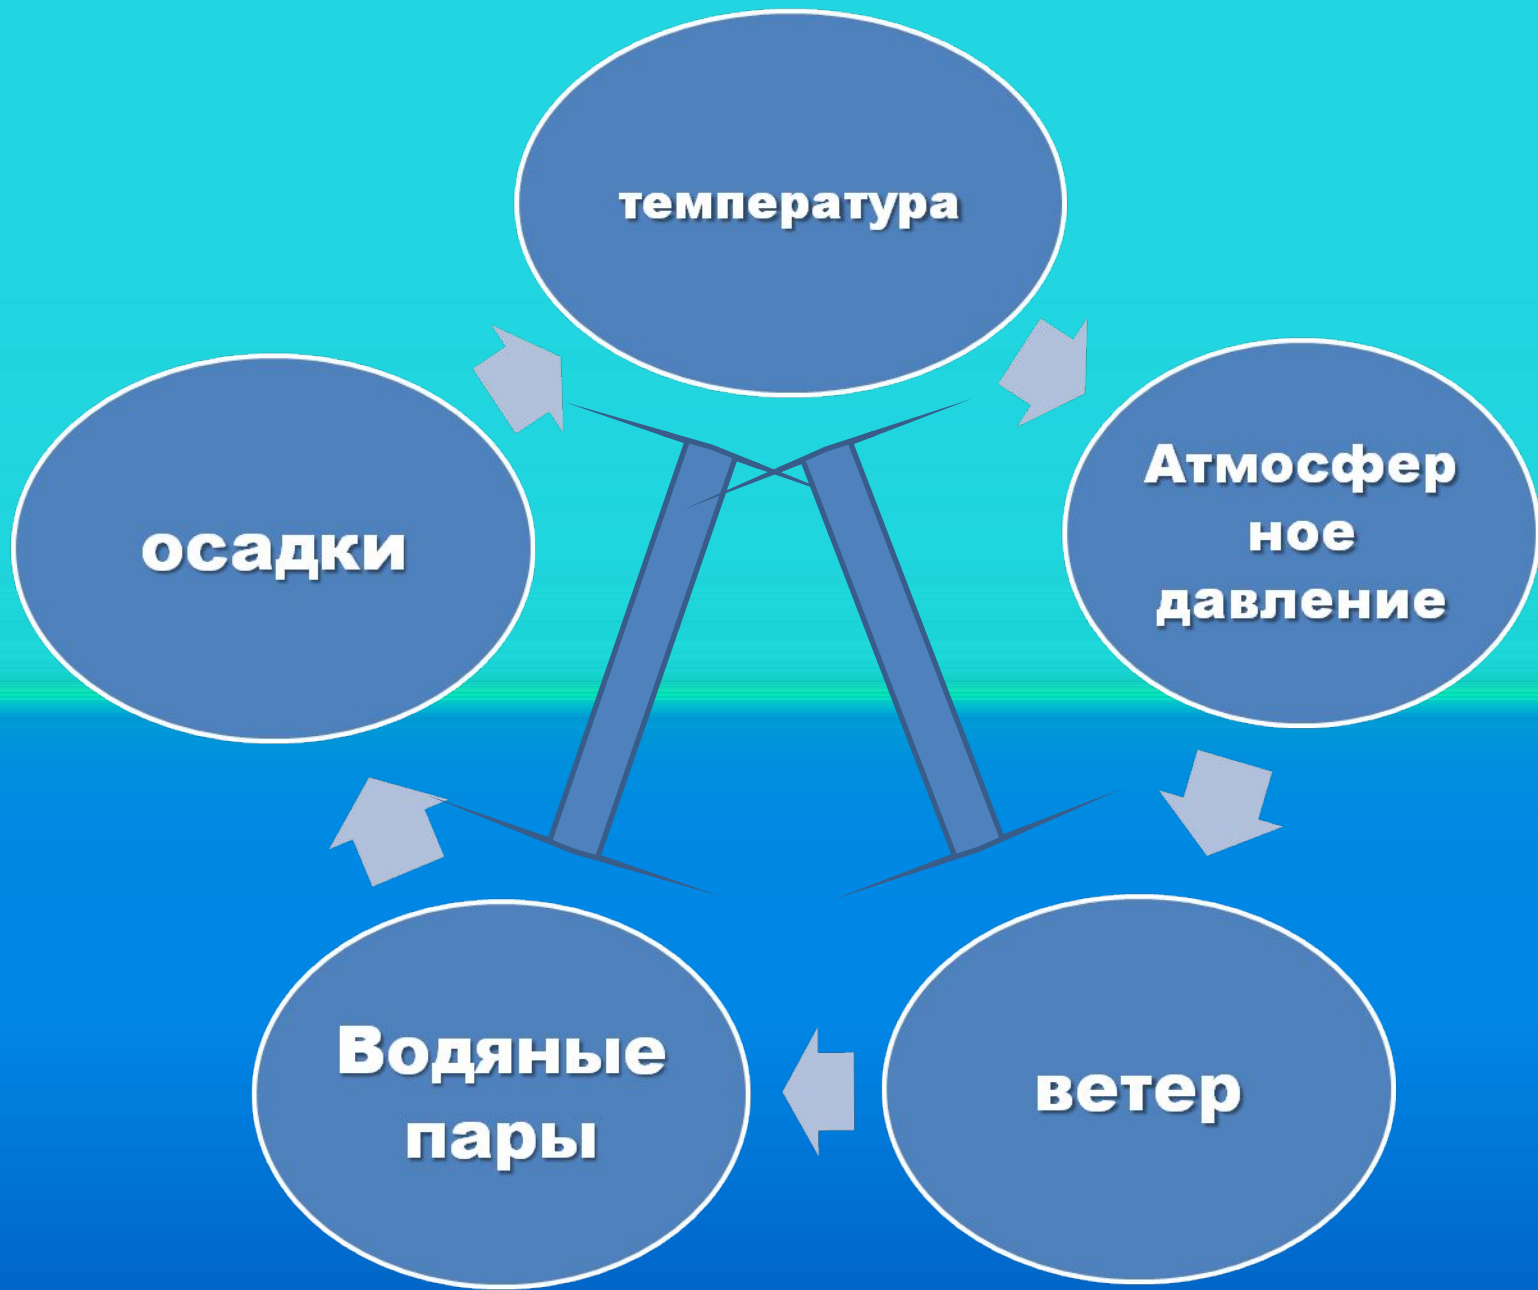 температура
Атмосфер
ное
давление
осадки
Водяные
пары
ветер